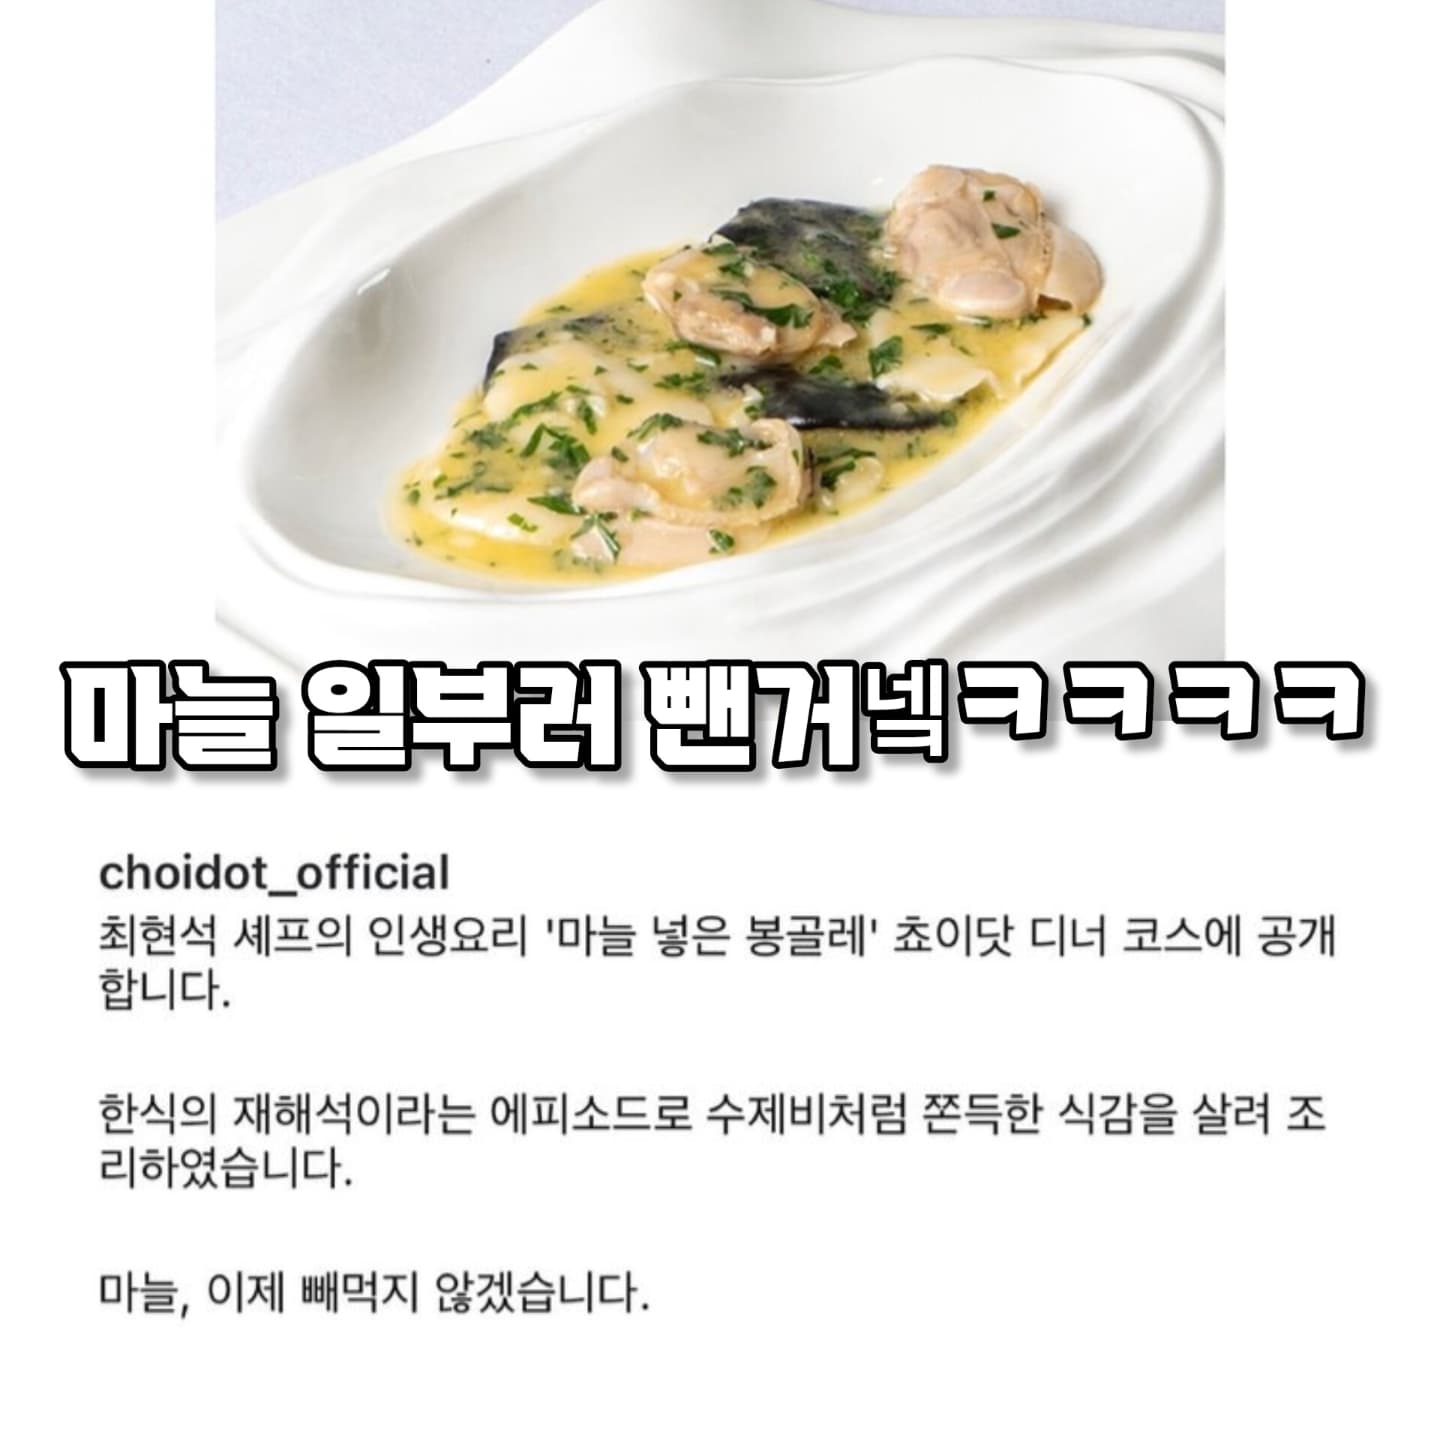 마늘 일부러 뺀거넼ㅋㅋㅋㅋ
choidot_official
최현석 셰프의 인생요리 '마늘 넣은 봉골레' 쵸이닷 디너 코스에 공개
합니다.
한식의 재해석이라는 에피소드로 수제비처럼 쫀득한 식감을 살려 조
리하였습니다.
마늘, 이제 빼먹지 않겠습니다.